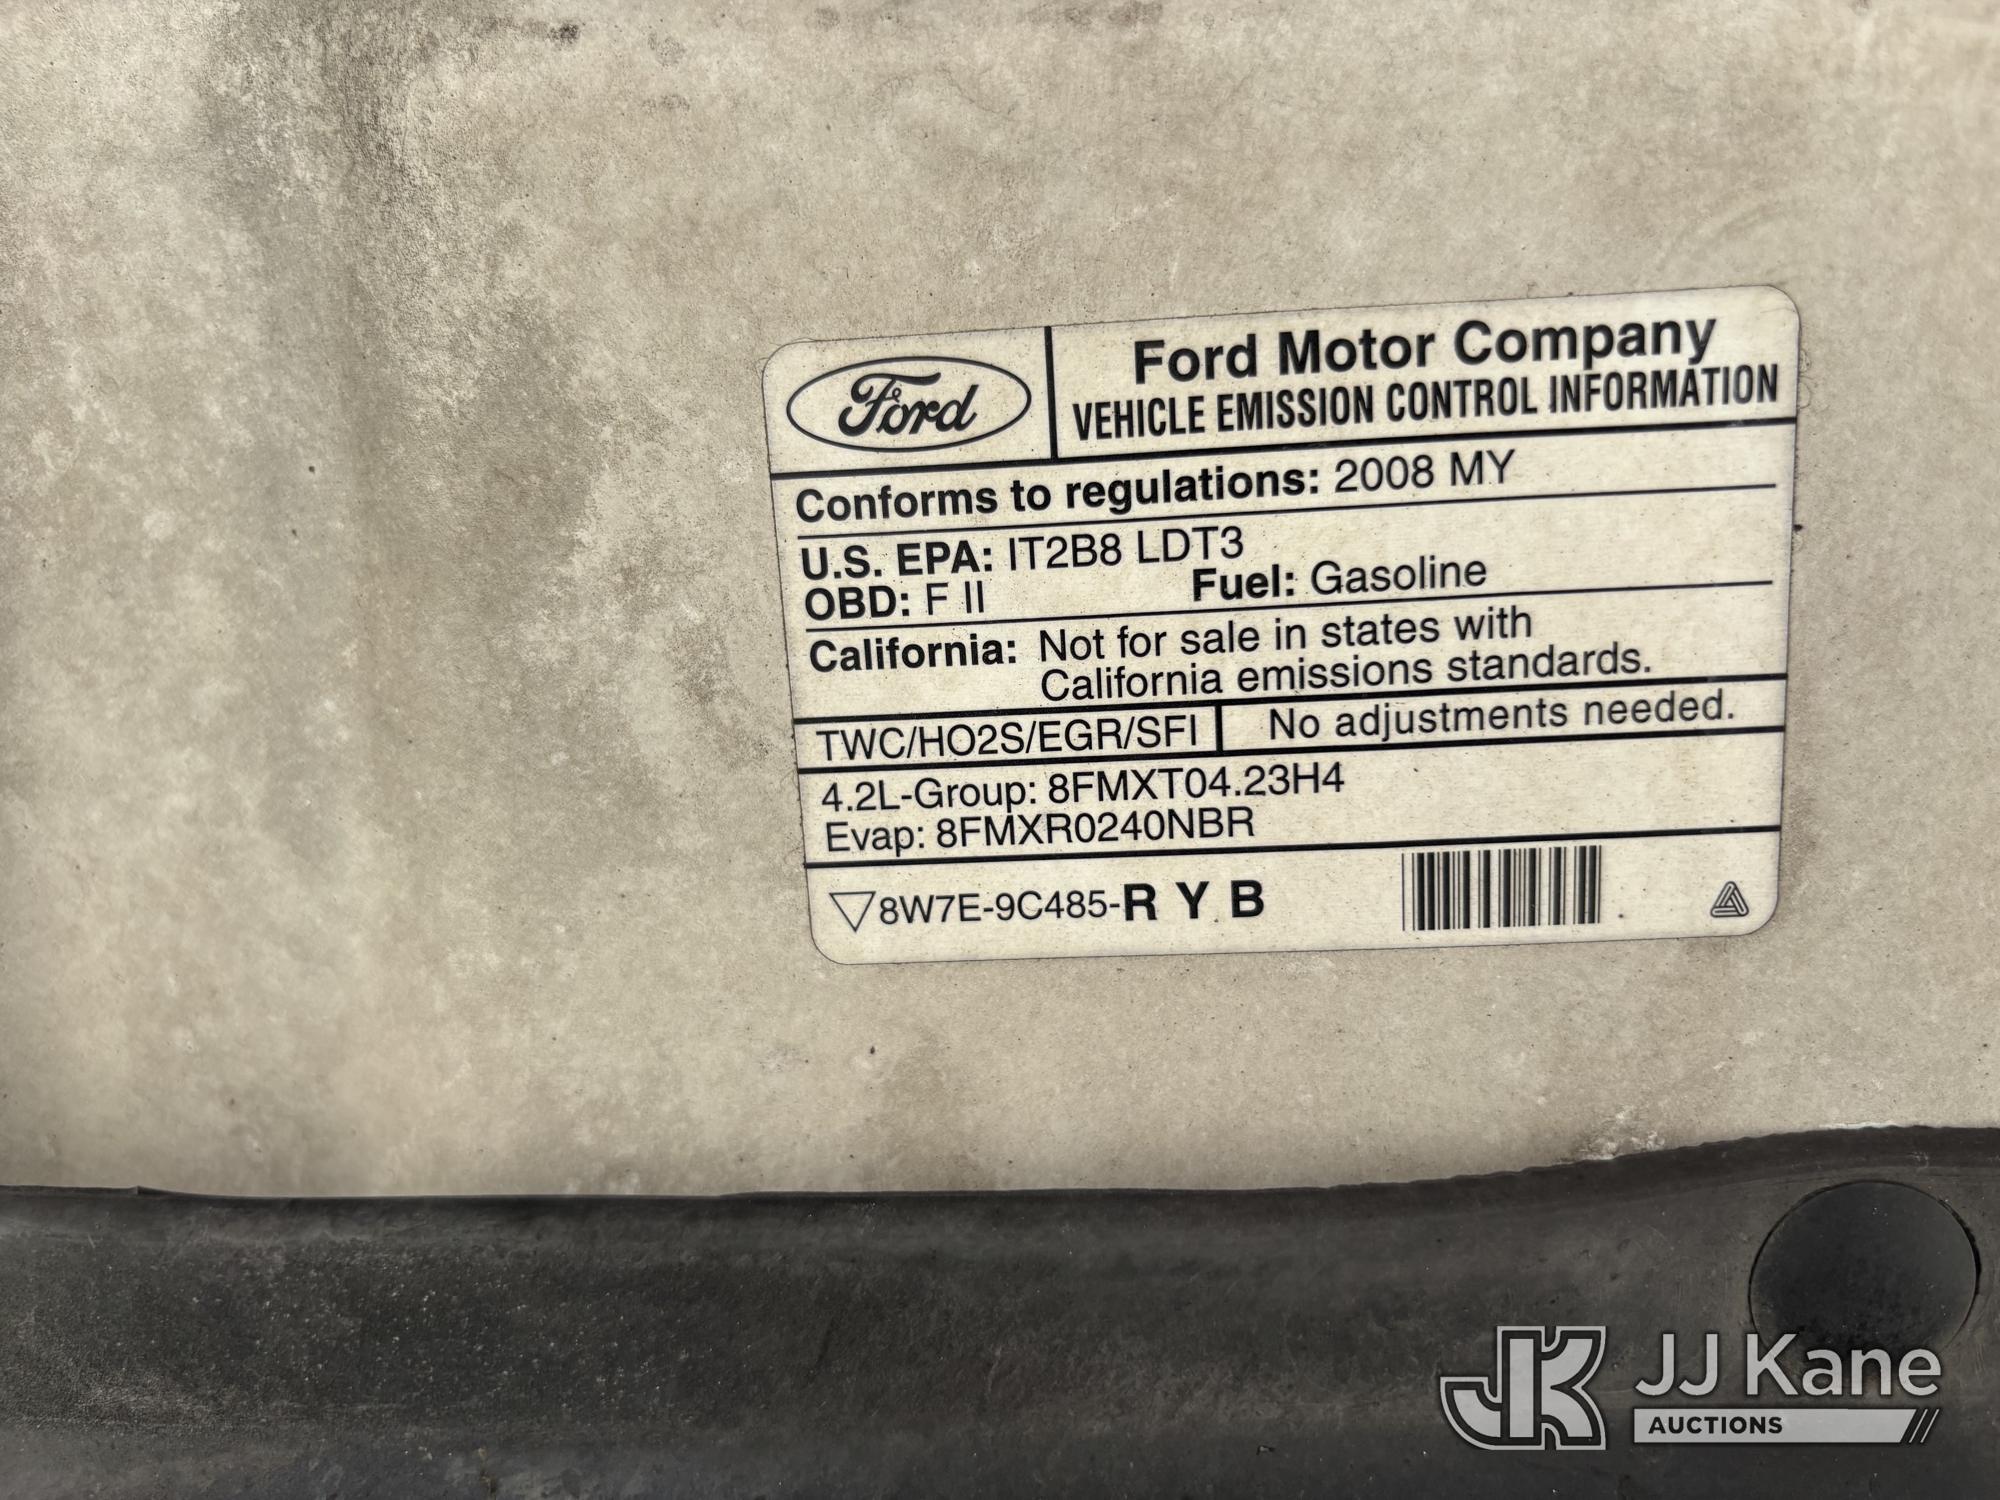 Ford
Ford Motor Company
VEHICLE EMISSION CONTROL INFORMATION
Conforms to regulations: 2008 MY
U.S. EPA: IT2B8 LDT3
OBD: F II Fuel: Gasoline
California: Not for sale in states with
California emissions standards.
TWC/HO2S/EGR/SFI No adjustments needed.
4.2L-Group: 8FMXT04.23H4
Evap: 8FMXR0240NBR
8W7E-9C485-R Y B
JK JJ Kane
AUCTIONS